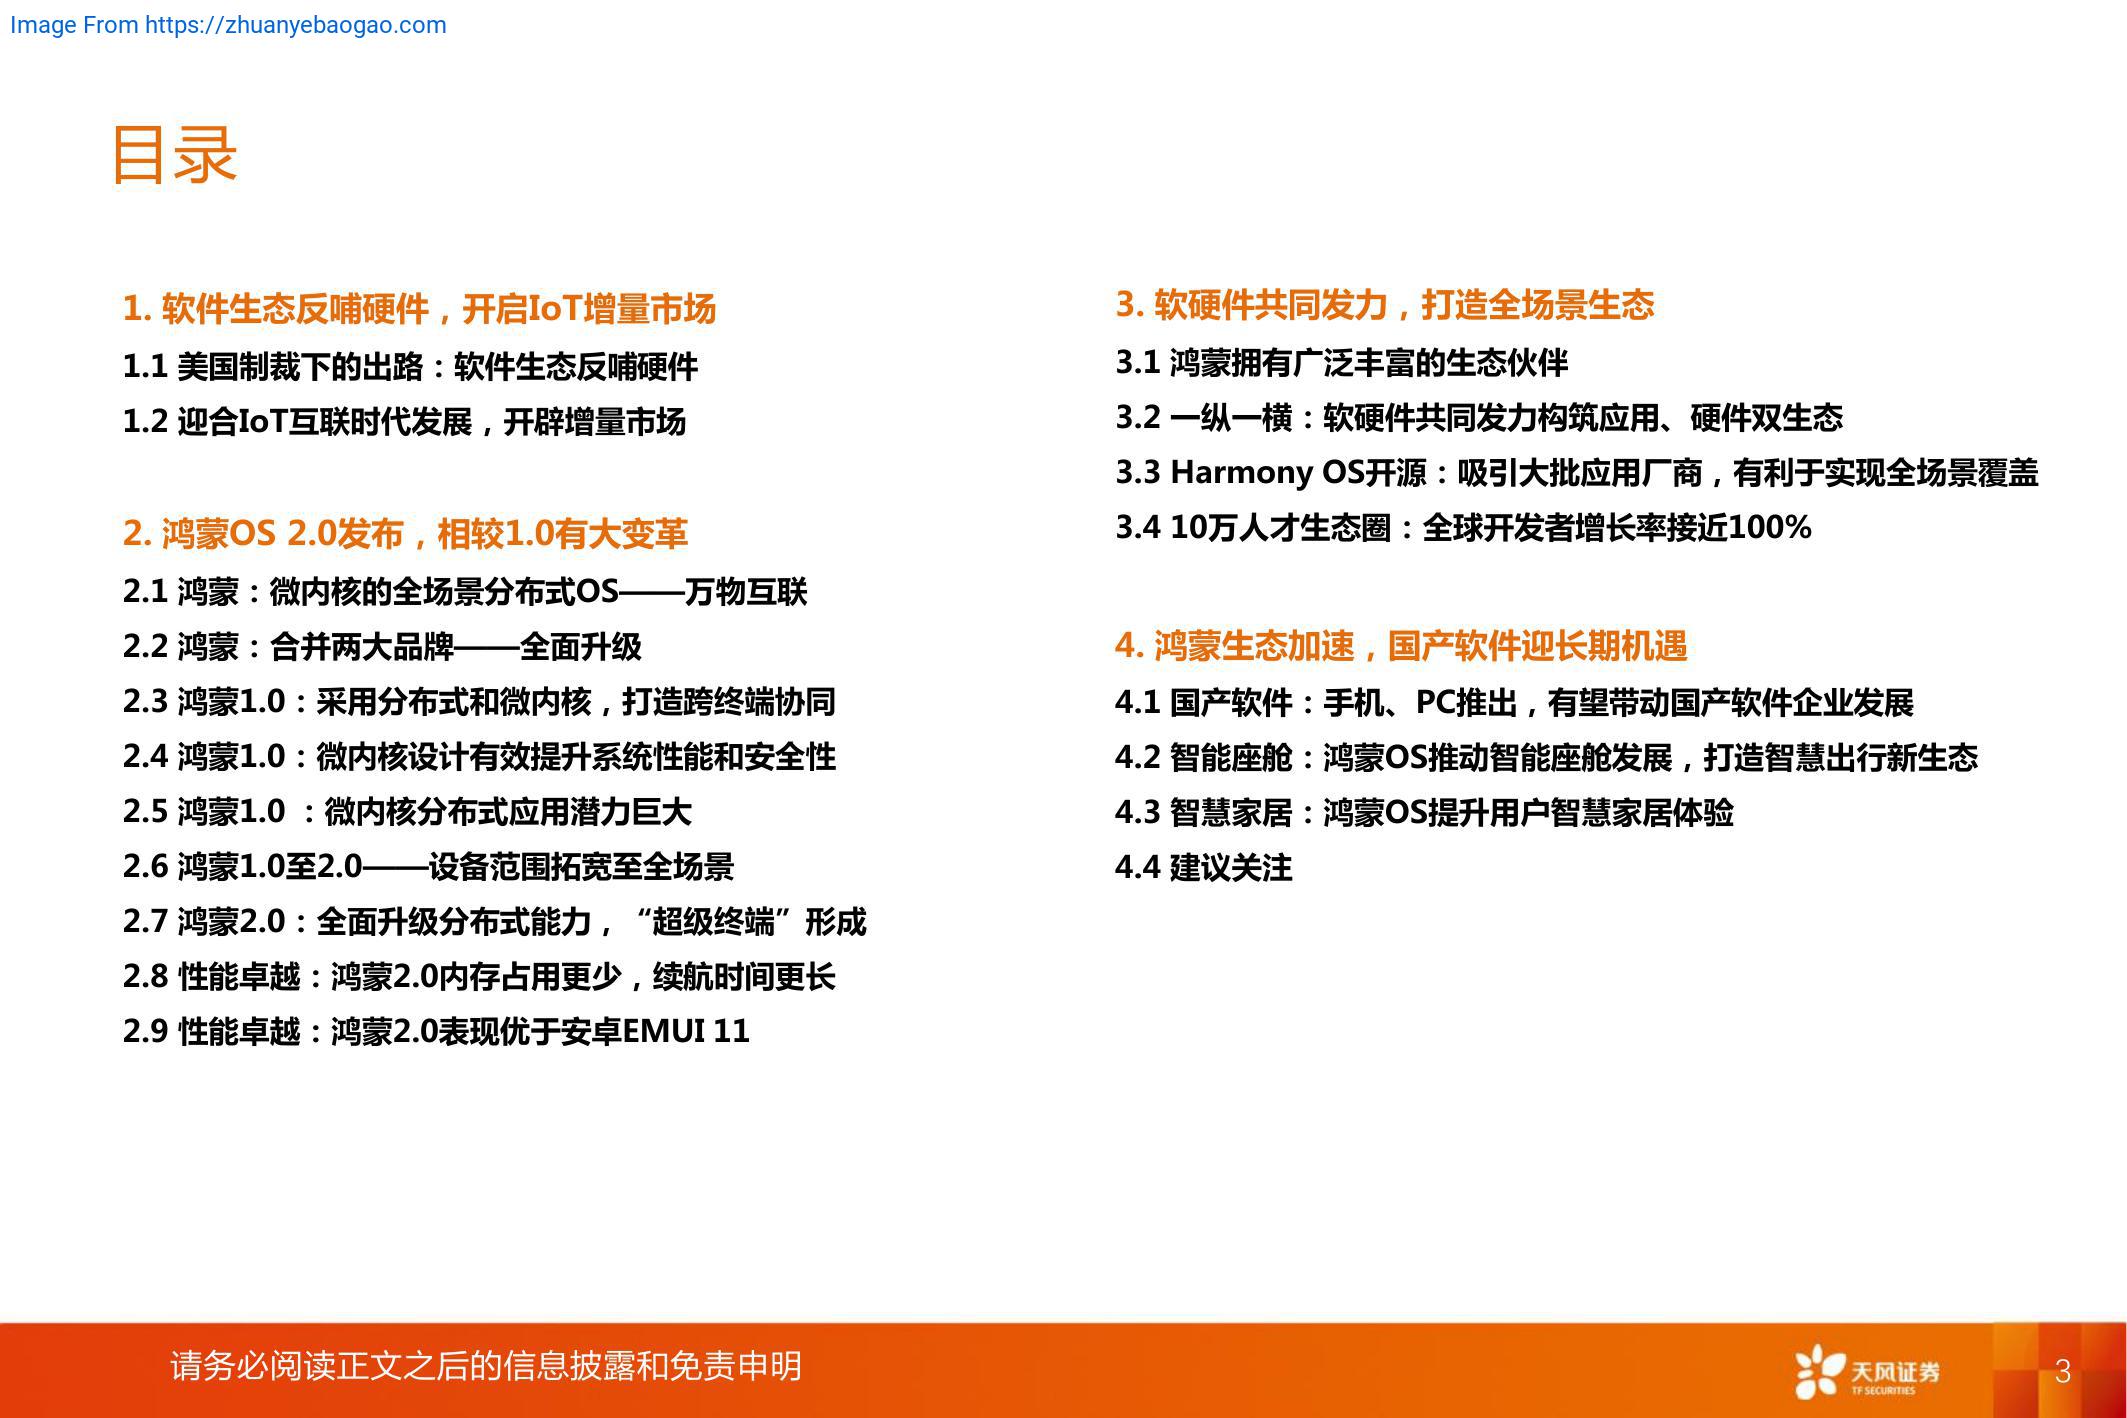 Image From https://zhuanyebaogao.com
目录
1. 软件生态反哺硬件，开启IoT增量市场
1.1 美国制裁下的出路：软件生态反哺硬件
1.2 迎合IoT互联时代发展，开辟增量市场
2. 鸿蒙OS 2.0发布，相较1.0有大变革
2.1 鸿蒙：微内核的全场景分布式OS——万物互联
2.2 鸿蒙：合并两大品牌——全面升级
2.3 鸿蒙1.0：采用分布式和微内核，打造跨终端协同
2.4 鸿蒙1.0：微内核设计有效提升系统性能和安全性
2.5 鸿蒙1.0 ：微内核分布式应用潜力巨大
2.6 鸿蒙1.0至2.0——设备范围拓宽至全场景
2.7 鸿蒙2.0：全面升级分布式能力，“超级终端”形成
2.8 性能卓越：鸿蒙2.0内存占用更少，续航时间更长
2.9 性能卓越：鸿蒙2.0表现优于安卓EMUI 11
3. 软硬件共同发力，打造全场景生态
3.1 鸿蒙拥有广泛丰富的生态伙伴
3.2 一纵一横：软硬件共同发力构筑应用、硬件双生态
3.3 Harmony OS开源：吸引大批应用厂商，有利于实现全场景覆盖
3.4 10万人才生态圈：全球开发者增长率接近100%
4. 鸿蒙生态加速，国产软件迎长期机遇
4.1 国产软件：手机、PC推出，有望带动国产软件企业发展
4.2 智能座舱：鸿蒙OS推动智能座舱发展，打造智慧出行新生态
4.3 智慧家居：鸿蒙OS提升用户智慧家居体验
4.4 建议关注
请务必阅读正文之后的信息披露和免责申明
天风证券
TF SECURITIES
3